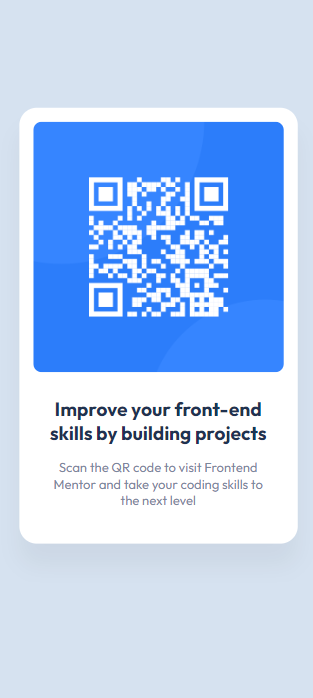 Improve your front-end
skills by building projects
Scan the QR code to visit Frontend
Mentor and take your coding skills to
the next level